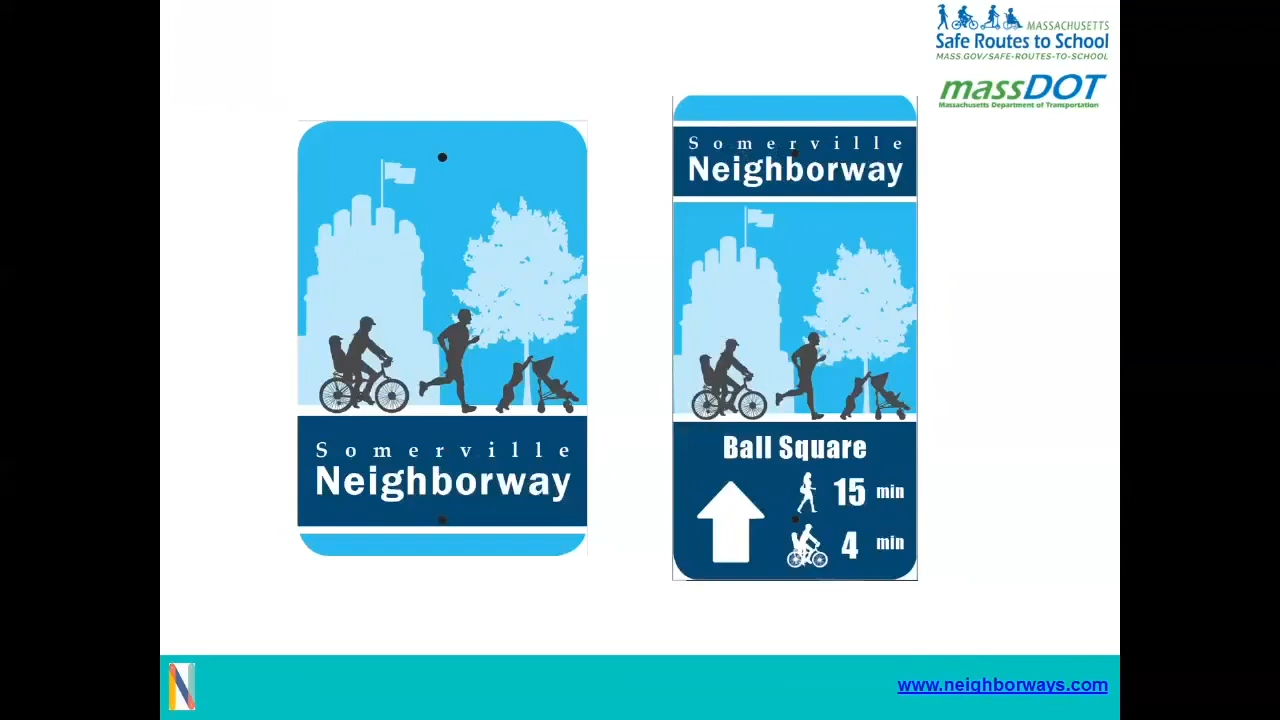 MASSACHUSETTS
Safe Routes to School
MASS.GOV/SAFE-ROUTES-TO-SCHOOL
massDOT
Massachusetts Department of Transportation
Somerville
Neighborway
Somerville
Neighborway
Ball Square
15 min
4 min
N
www.neighborways.com